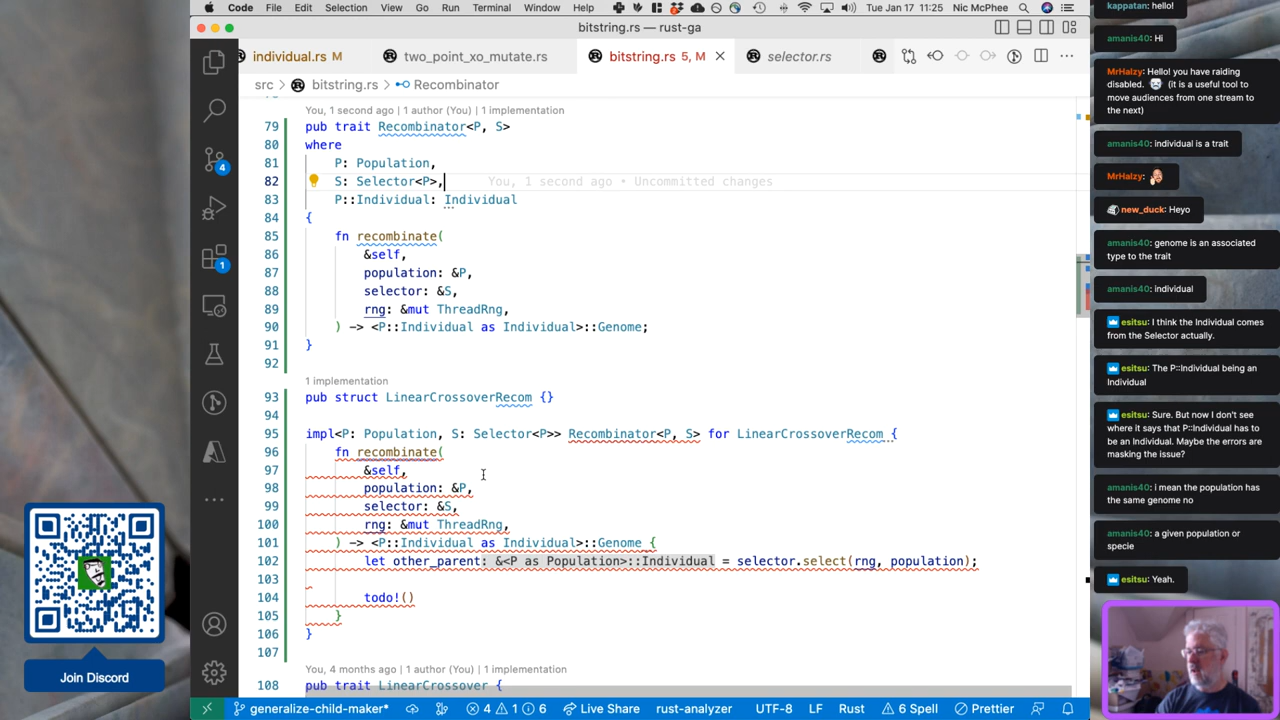 Code File Edit Selection View Go Run Terminal Window Help Tue Jan 17 11:25 Nic McPhee
bitstring.rs — rust-ga
individual.rs M two_point_xo_mutate.rs bitstring.rs 5, M selector.rs
src > bitstring.rs > Recombinator
You, 1 second ago | 1 author (You) | 1 implementation
79 pub trait Recombinator<P, S>
80 where
81 P: Population,
82 S: Selector<P>, You, 1 second ago • Uncommitted changes
83 P::Individual: Individual
84 {
85 fn recombinate(
86 &self,
87 population: &P,
88 selector: &S,
89 rng: &mut ThreadRng,
90 ) -> <P::Individual as Individual>::Genome;
91 }
92
1 implementation
93 pub struct LinearCrossoverRecom {}
94
95 impl<P: Population, S: Selector<P>> Recombinator<P, S> for LinearCrossoverRecom {
96 fn recombinate(
97 &self,
98 population: &P,
99 selector: &S,
100 rng: &mut ThreadRng,
101 ) -> <P::Individual as Individual>::Genome {
102 let other_parent: &<P as Population>::Individual = selector.select(rng, population);
103
104 todo!()
105 }
106 }
107
You, 4 months ago | 1 author (You) | 1 implementation
108 pub trait LinearCrossover {
4
1
generalize-child-maker* 4 1 6 Live Share rust-analyzer UTF-8 LF Rust 6 Spell Prettier
Join Discord
kappatan: hello!
amanis40: Hi
MrHalzy: Hello! you have raiding
disabled. (it is a useful tool to
move audiences from one stream to
the next)
amanis40: individual is a trait
MrHalzy:
new_duck: Heyo
amanis40: genome is an associated
type to the trait
amanis40: individual
esitsu: I think the Individual comes
from the Selector actually.
esitsu: The P::Individual being an
Individual
esitsu: Sure. But now I don't see
where it says that P::Individual has to
be an Individual. Maybe the errors are
masking the issue?
amanis40: i mean the population has
the same genome no
amanis40: a given population or
specie
esitsu: Yeah.